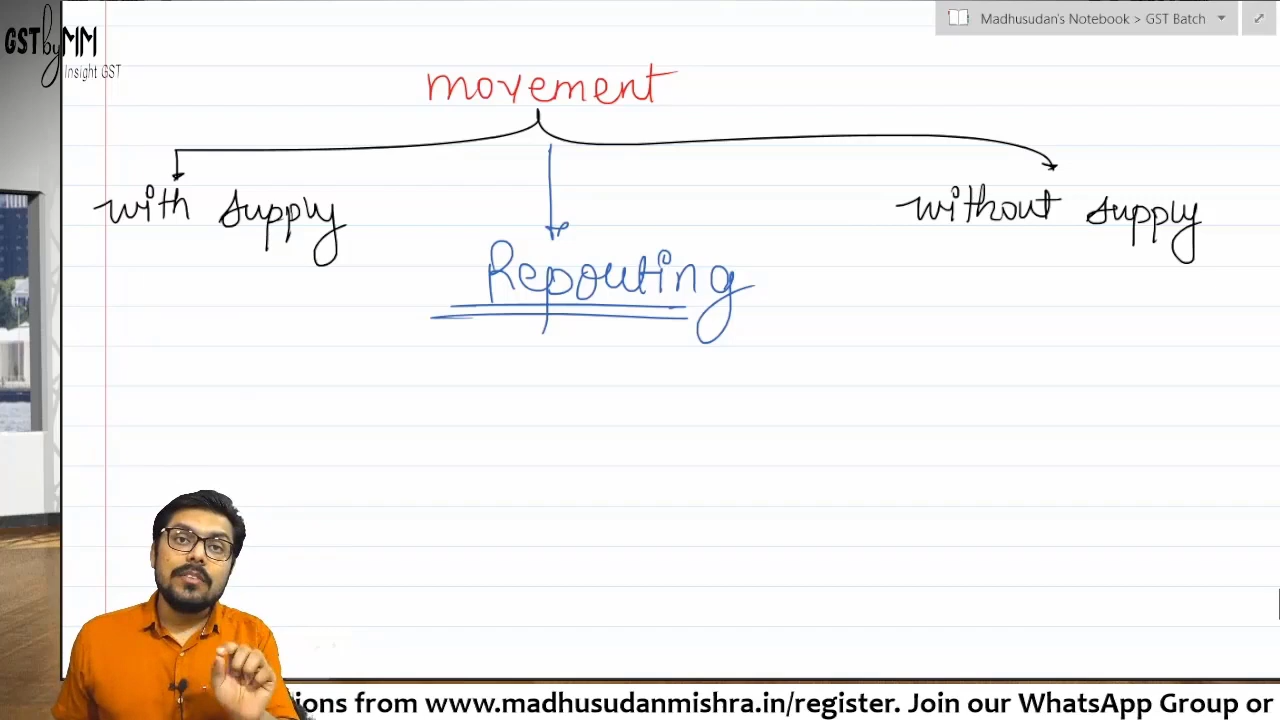 GST by MM
Insight GST
Madhusudan's Notebook > GST Batch
movement
with supply
without supply
Reporting
ions from www.madhusudanmishra.in/register. Join our WhatsApp Group or